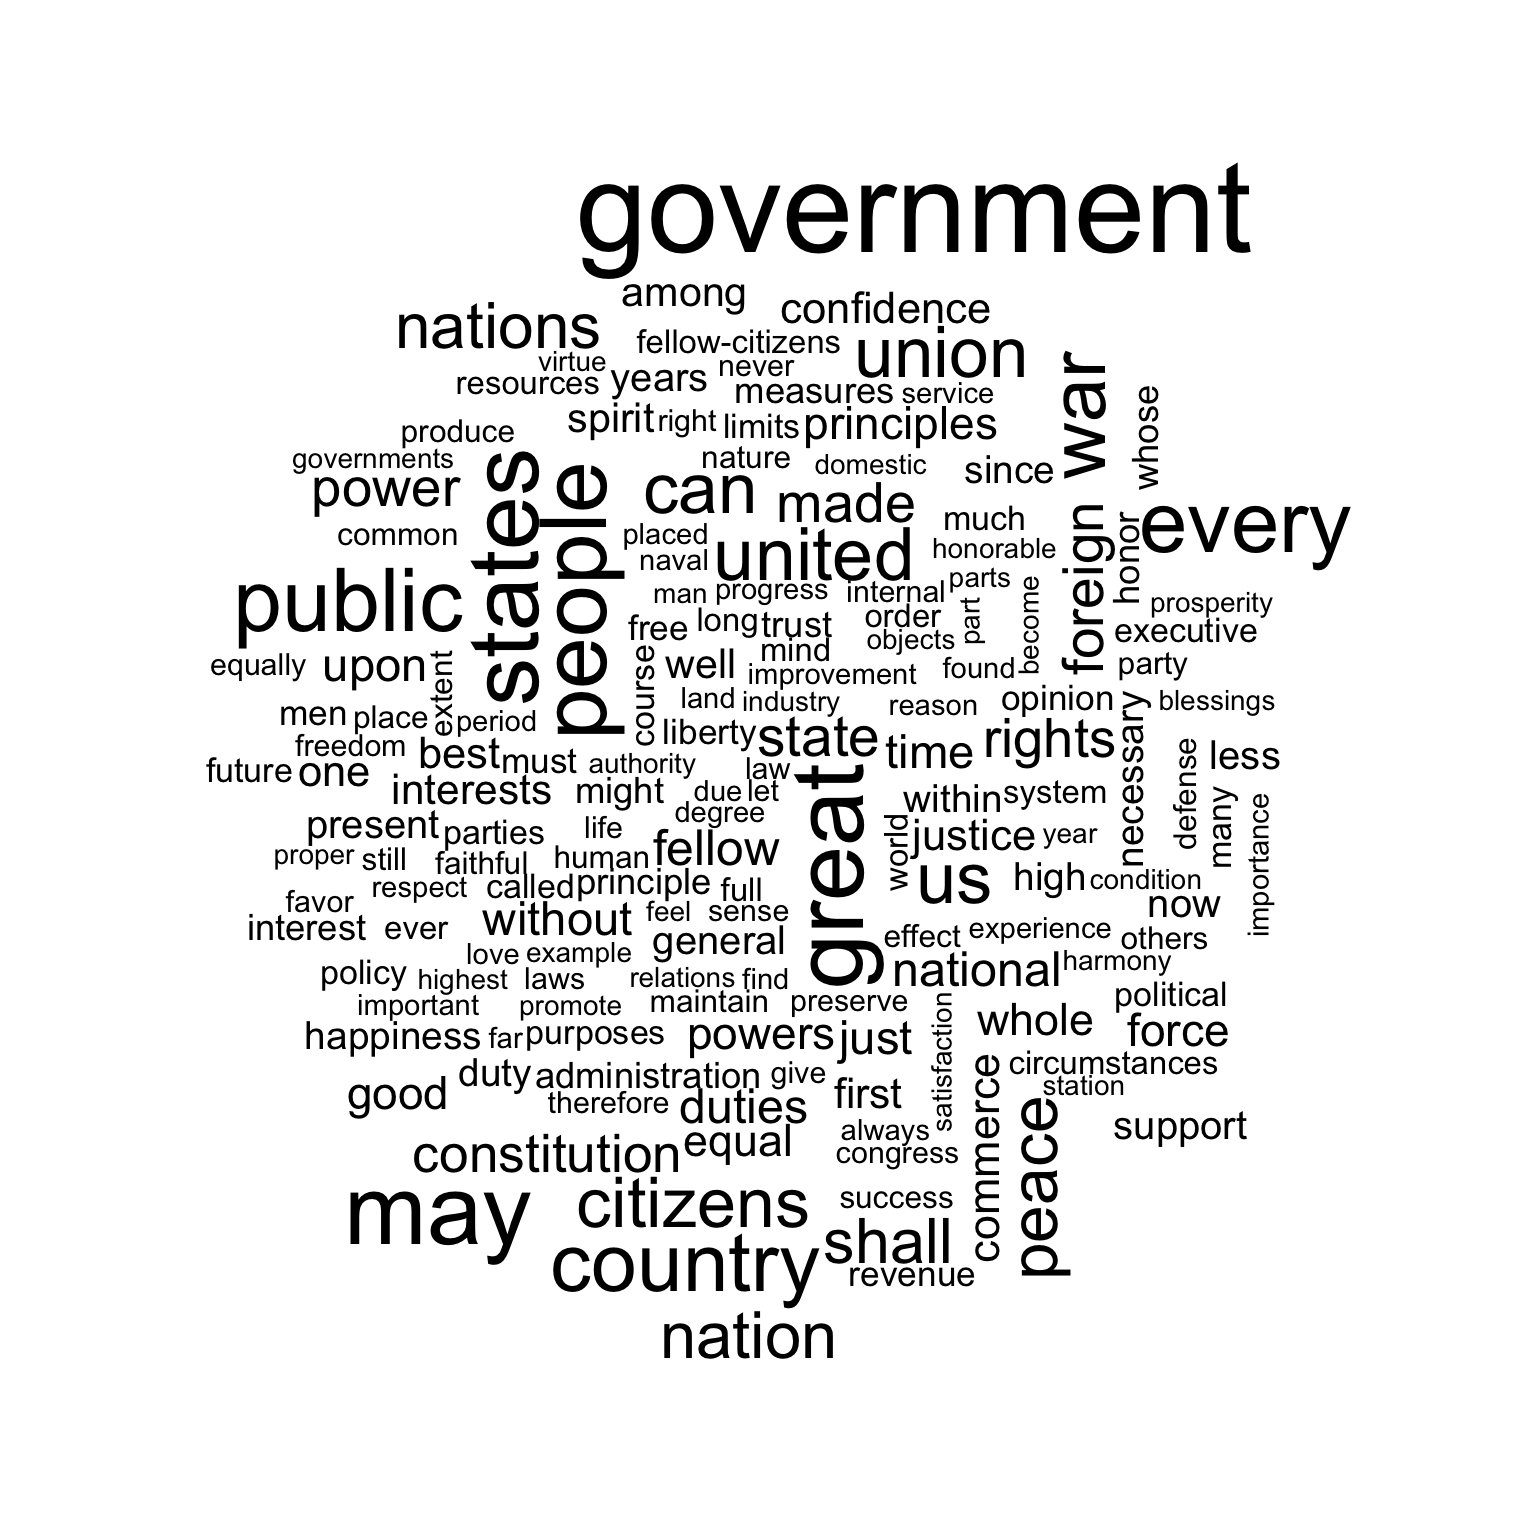 government
among
confidence
nations
fellow-citizens
union
virtue
never
resources
years
measures
service
war
whose
spirit
right
limits
principles
produce
governments
nature
domestic
since
power
states
people
can
made
much
every
common
placed
united
honorable
foreign
honor
naval
public
man
progress
internal
parts
part
become
prosperity
free
long
trust
order
objects
executive
equally
upon
extent
course
well
mind
improvement
found
party
men
place
period
land
industry
reason
opinion
necessary
blessings
freedom
best
must
liberty
authority
state
time
rights
defense
less
future
one
interests
might
law
due
let
great
within
system
many
importance
present
parties
life
degree
fellow
world
justice
year
proper
still
faithful
human
respect
called
principle
full
us
high
condition
favor
now
interest
ever
without
feel
sense
general
effect
experience
others
love
example
national
harmony
policy
highest
laws
relations
find
political
important
promote
maintain
preserve
satisfaction
whole
force
happiness
far
purposes
powers
just
commerce
circumstances
good
duty
administration
give
first
station
therefore
duties
peace
support
constitution
equal
always
congress
may
citizens
success
country
shall
revenue
nation